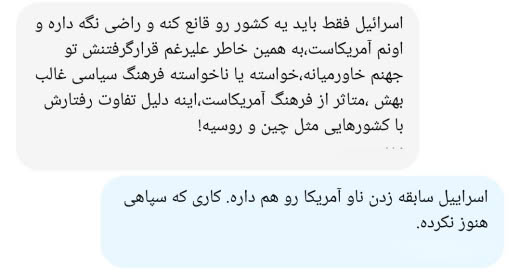 اسرائیل فقط باید یه کشور رو قانع کنه و راضی نگه داره و
اونم آمریکاست،به همین خاطر علیرغم قرارگرفتنش تو
جهنم خاورمیانه،خواسته یا ناخواسته فرهنگ سیاسی غالب
بهش ،متاثر از فرهنگ آمریکاست،اینه دلیل تفاوت رفتارش
با کشورهایی مثل چین و روسیه!
...
اسراییل سابقه زدن ناو آمریکا رو هم داره. کاری که سپاهی
هنوز نکرده.